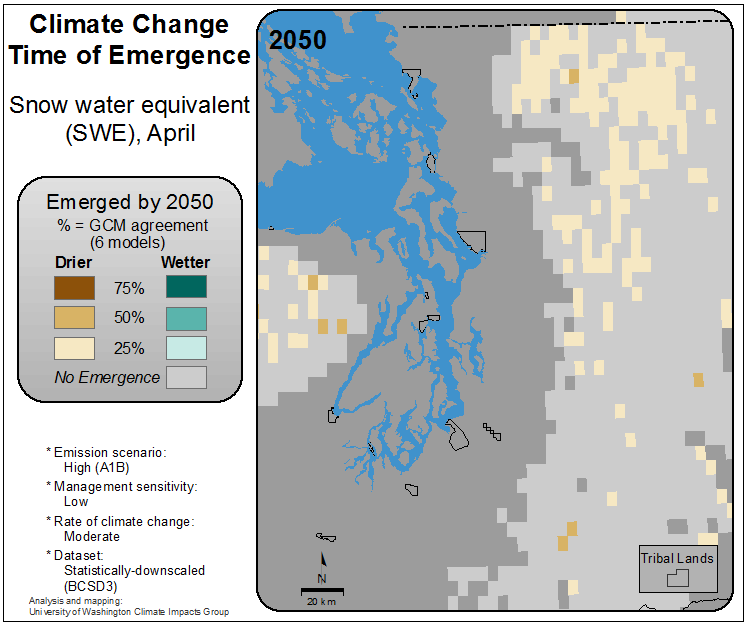 Climate Change
Time of Emergence
Snow water equivalent
(SWE), April
Emerged by 2050
% = GCM agreement
(6 models)
Drier Wetter
75%
50%
25%
No Emergence
* Emission scenario:
High (A1B)
* Management sensitivity:
Low
* Rate of climate change:
Moderate
* Dataset:
Statistically-downscaled
(BCSD3)
Analysis and mapping:
University of Washington Climate Impacts Group
2050
N
20 km
Tribal Lands